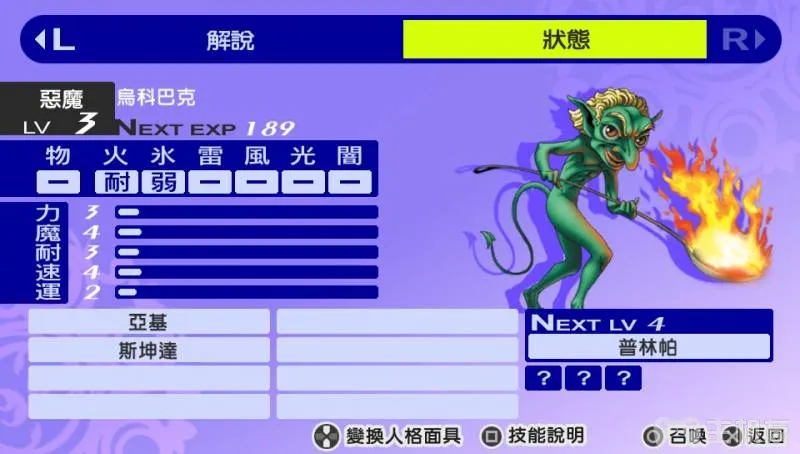 L 解說 狀態 R
惡魔 烏科巴克
LV 3 NEXT EXP 189
物 火 氷 雷 風 光 闇
ー 耐 弱 ー ー ー ー
力 3
魔 4
耐 3
速 4
運 2
亞基
斯坤達
NEXT LV 4
普林帕
? ? ?
變換人格面具 技能說明 召喚 返回